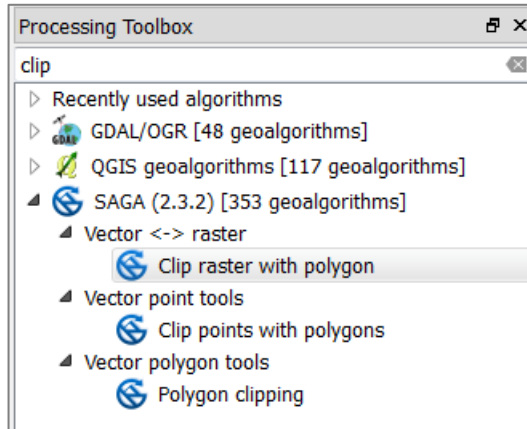 Processing Toolbox
clip
Recently used algorithms
GDAL/OGR [48 geoalgorithms]
QGIS geoalgorithms [117 geoalgorithms]
SAGA (2.3.2) [353 geoalgorithms]
Vector <-> raster
Clip raster with polygon
Vector point tools
Clip points with polygons
Vector polygon tools
Polygon clipping